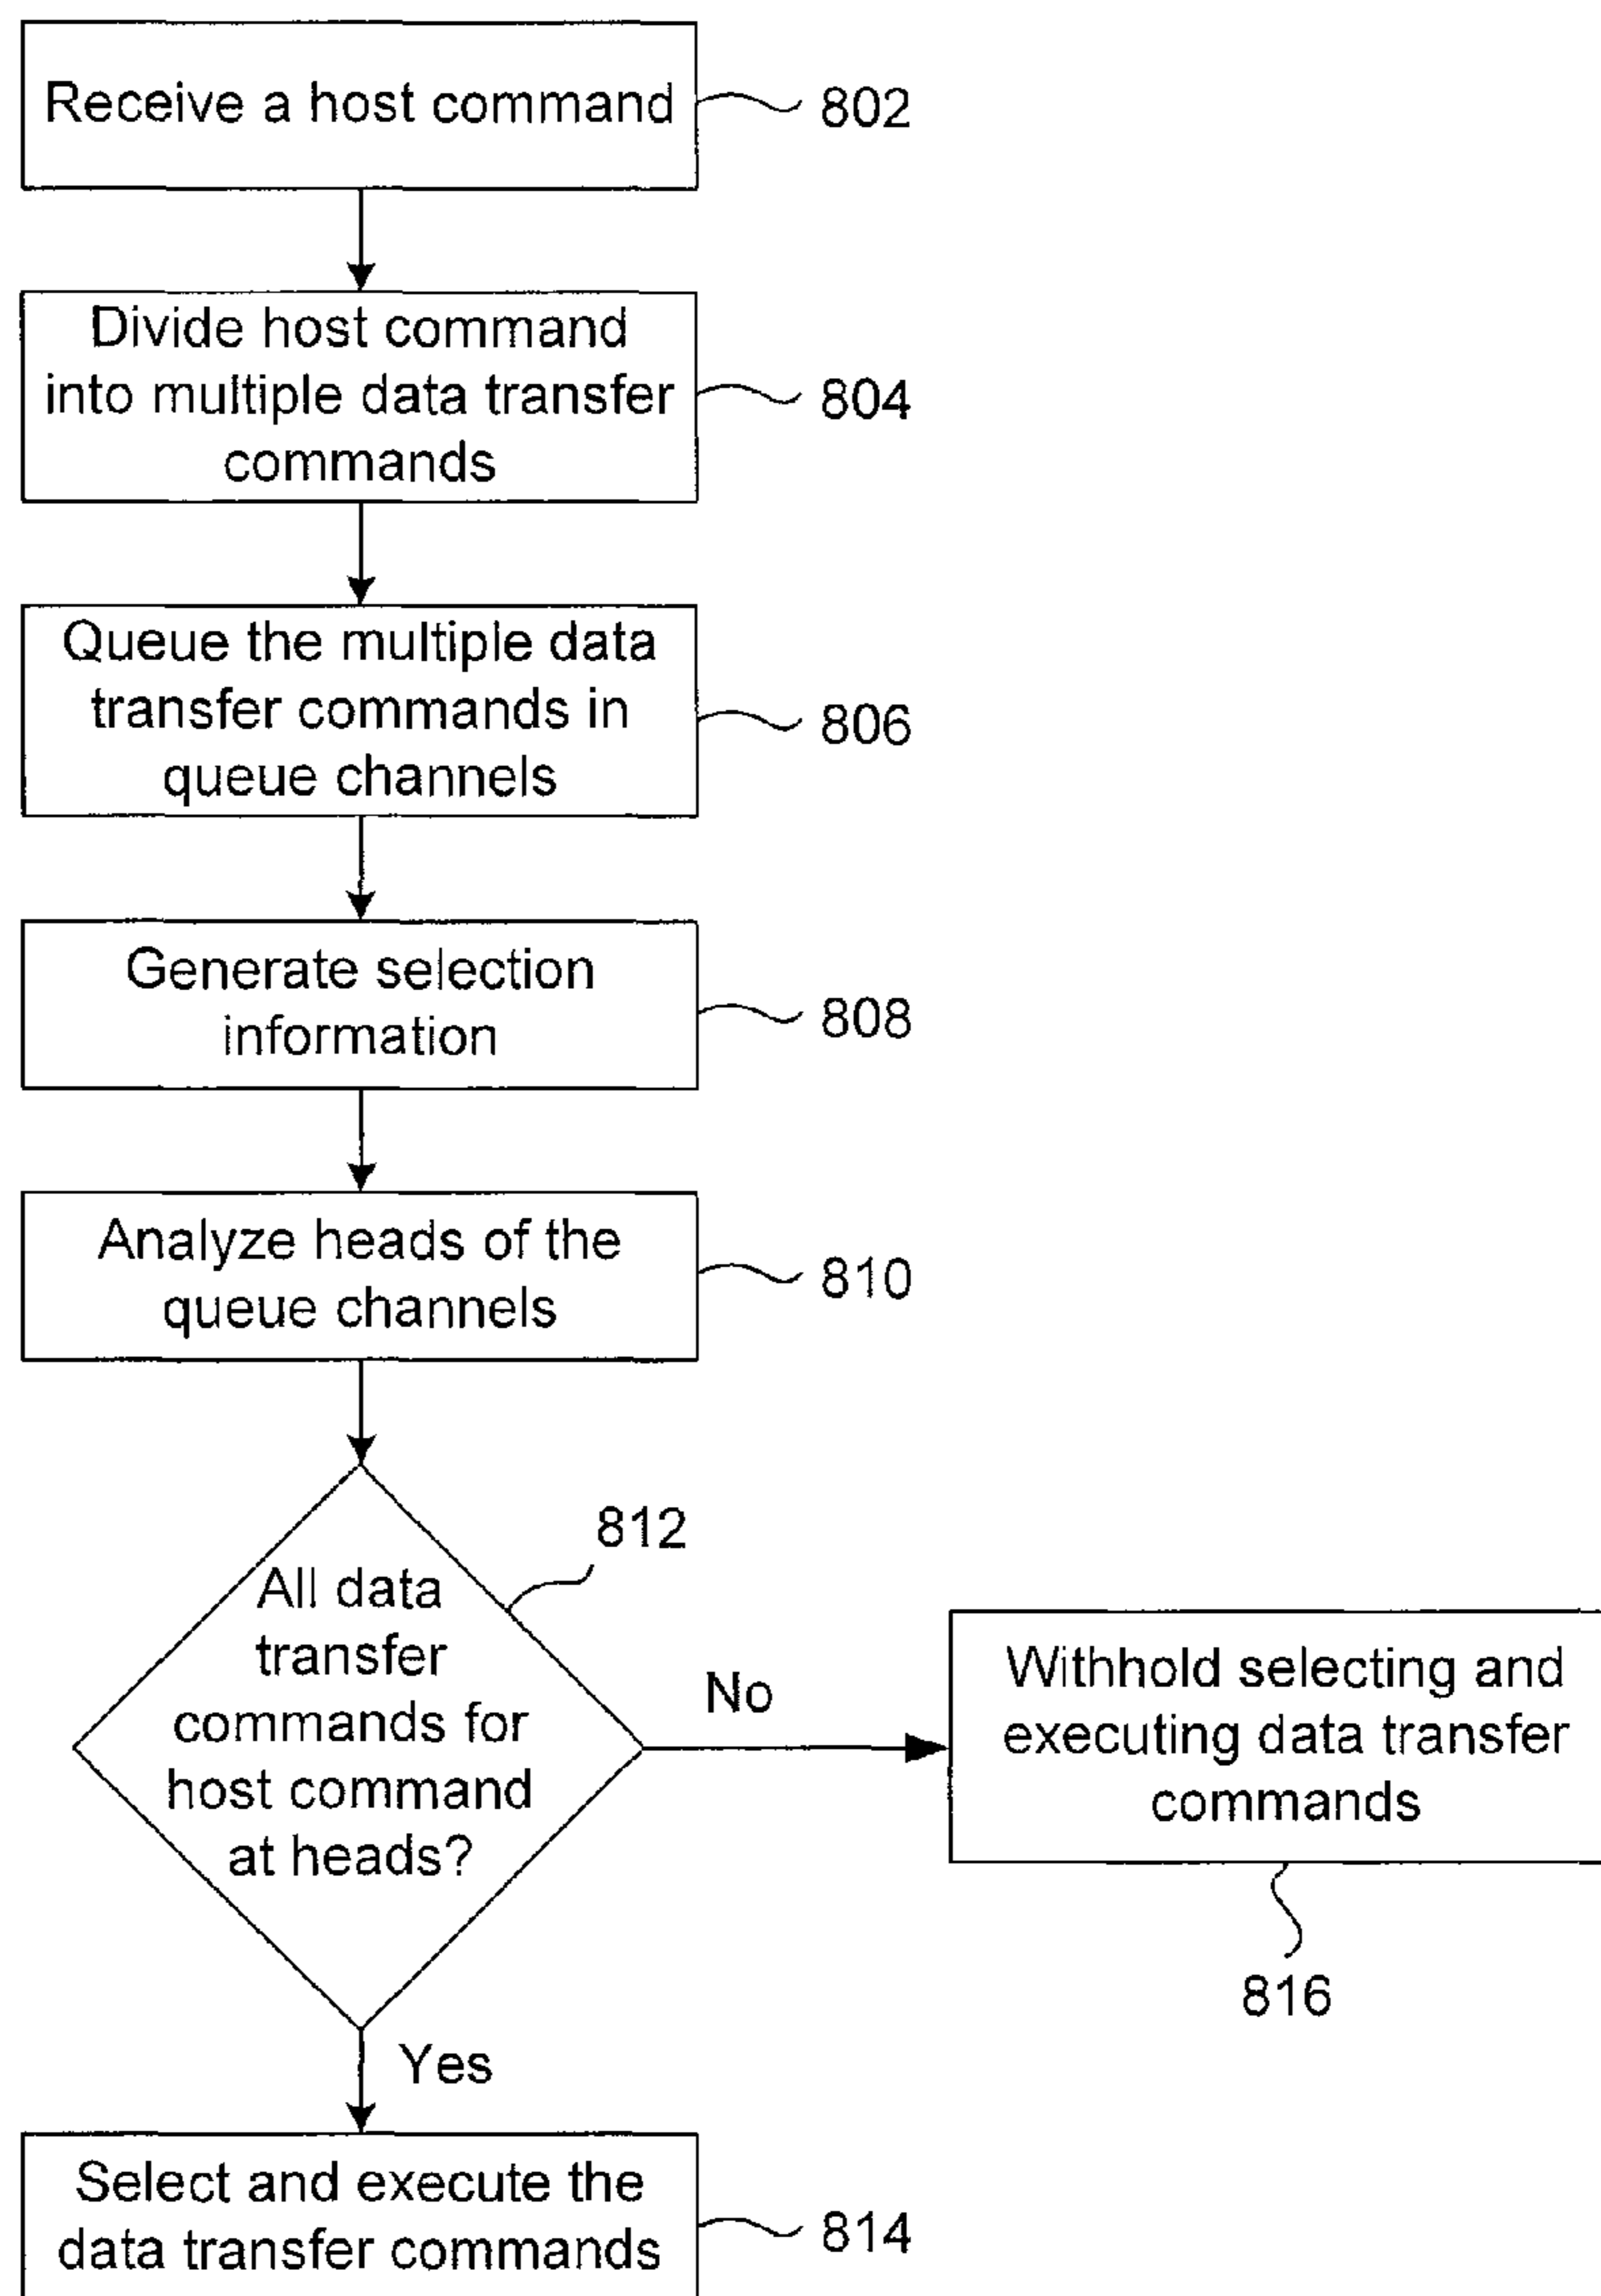 Receive a host command
802
Divide host command
into multiple data transfer
commands
804
Queue the multiple data
transfer commands in
queue channels
806
Generate selection
information
808
Analyze heads of the
queue channels
810
812
All data
transfer
commands for
host command
at heads?
No
Withhold selecting and
executing data transfer
commands
816
Yes
Select and execute the
data transfer commands
814